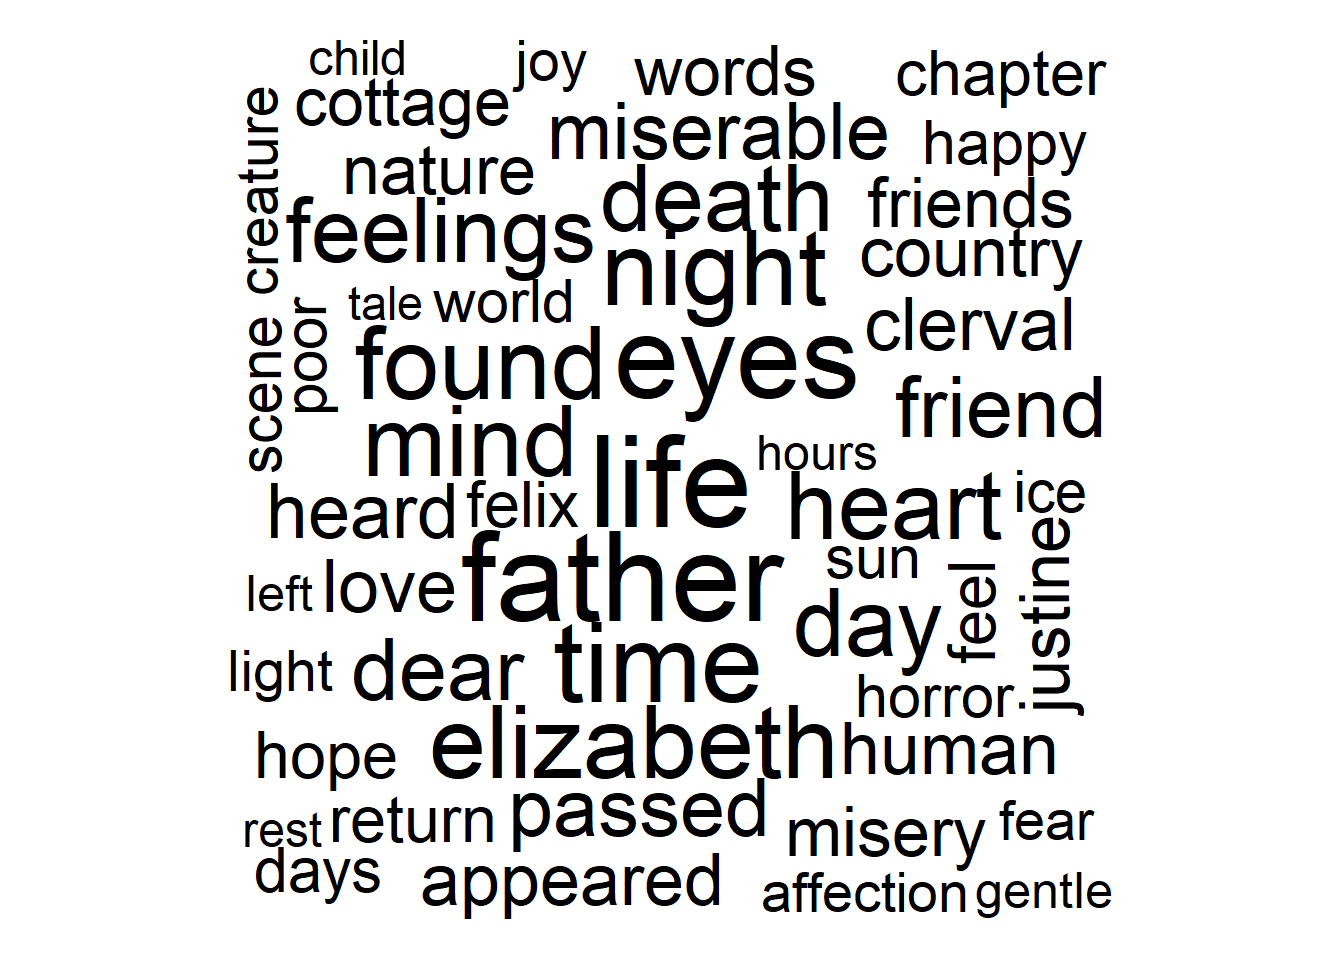 child
joy
words
chapter
cottage
miserable
happy
creature
nature
death
friends
feelings
night
country
tale
world
clerval
scene
poor
found
eyes
friend
mind
life
hours
heart
ice
heard
felix
father
sun
feel
justine
left
love
day
light
dear
time
horror
hope
elizabeth
human
rest
return
passed
misery
fear
days
appeared
affection
gentle